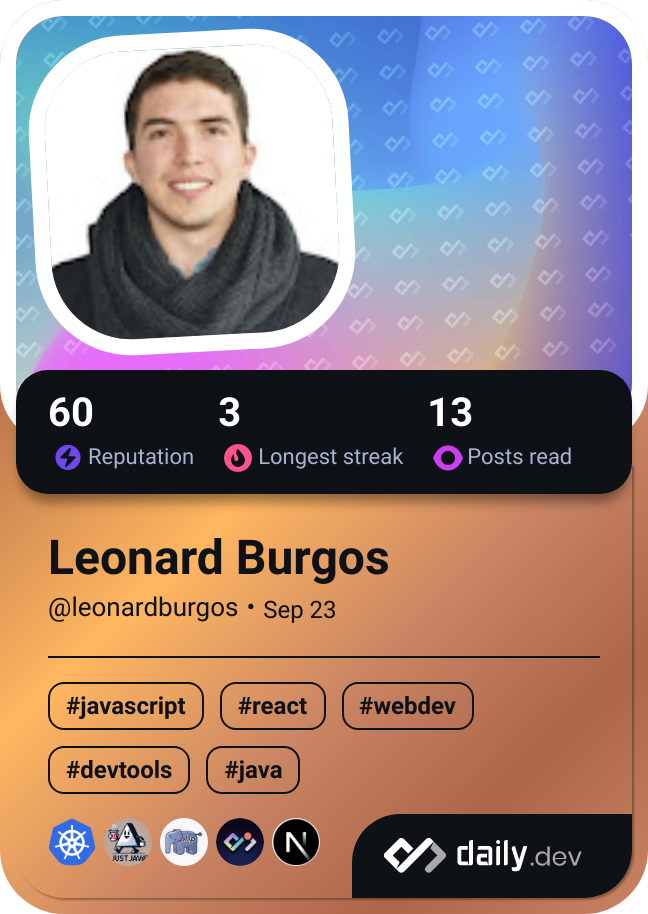 60 3 13
Reputation Longest streak Posts read
Leonard Burgos
@leonardburgos • Sep 23
#javascript #react #webdev
#devtools #java
JUST JAVA
php
N
daily.dev